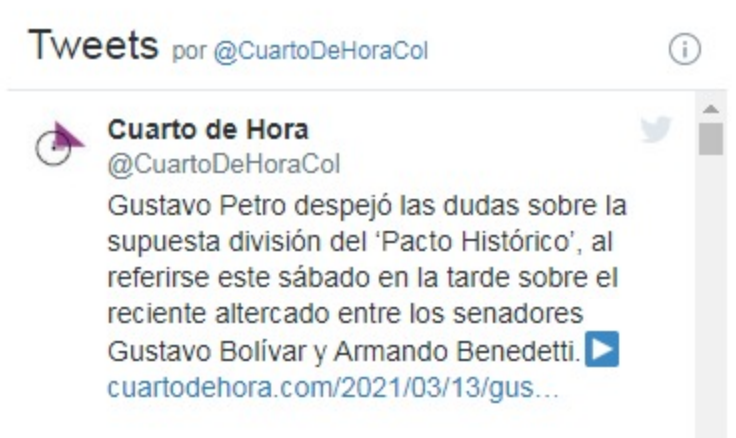 Tweets por @CuartoDeHoraCol
Cuarto de Hora
@CuartoDeHoraCol
Gustavo Petro despejó las dudas sobre la
supuesta división del ‘Pacto Histórico’, al
referirse este sábado en la tarde sobre el
reciente altercado entre los senadores
Gustavo Bolívar y Armando Benedetti.
cuartodehora.com/2021/03/13/gus…